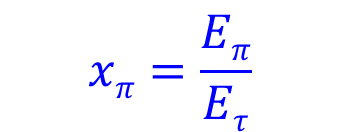 x_π = E_π / E_τ